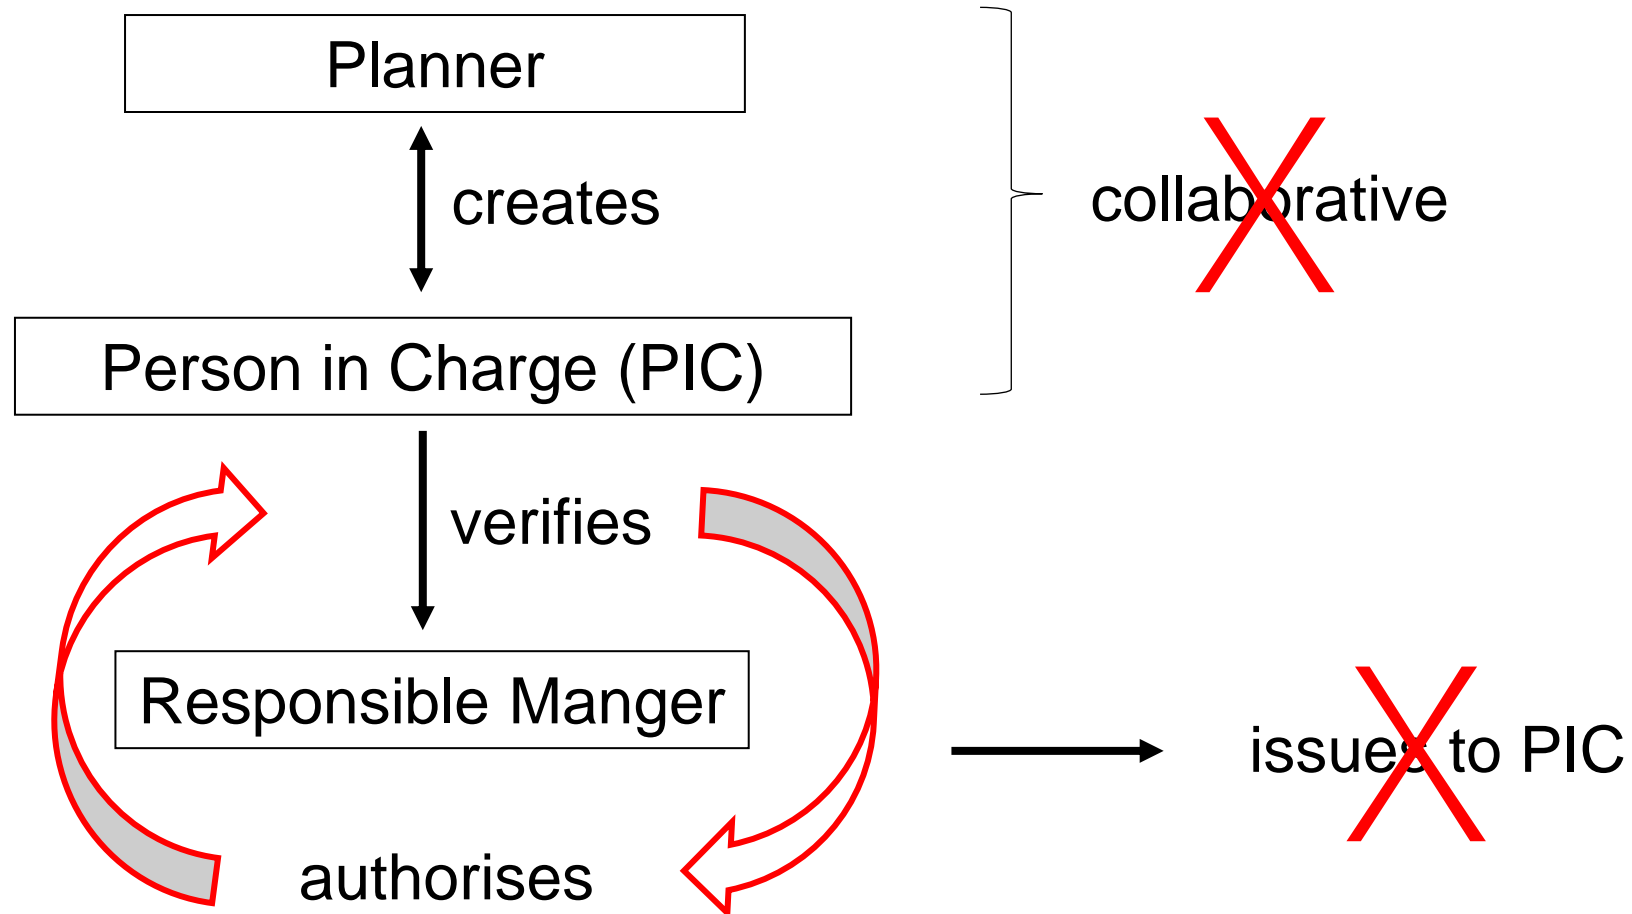 Planner
creates
collaborative
Person in Charge (PIC)
verifies
Responsible Manger
issues to PIC
authorises